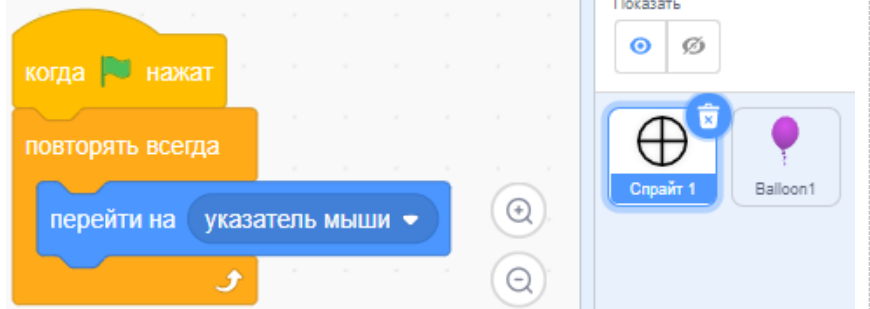 Показать
когда нажат
повторять всегда
перейти на указатель мыши
Спрайт 1
Balloon1